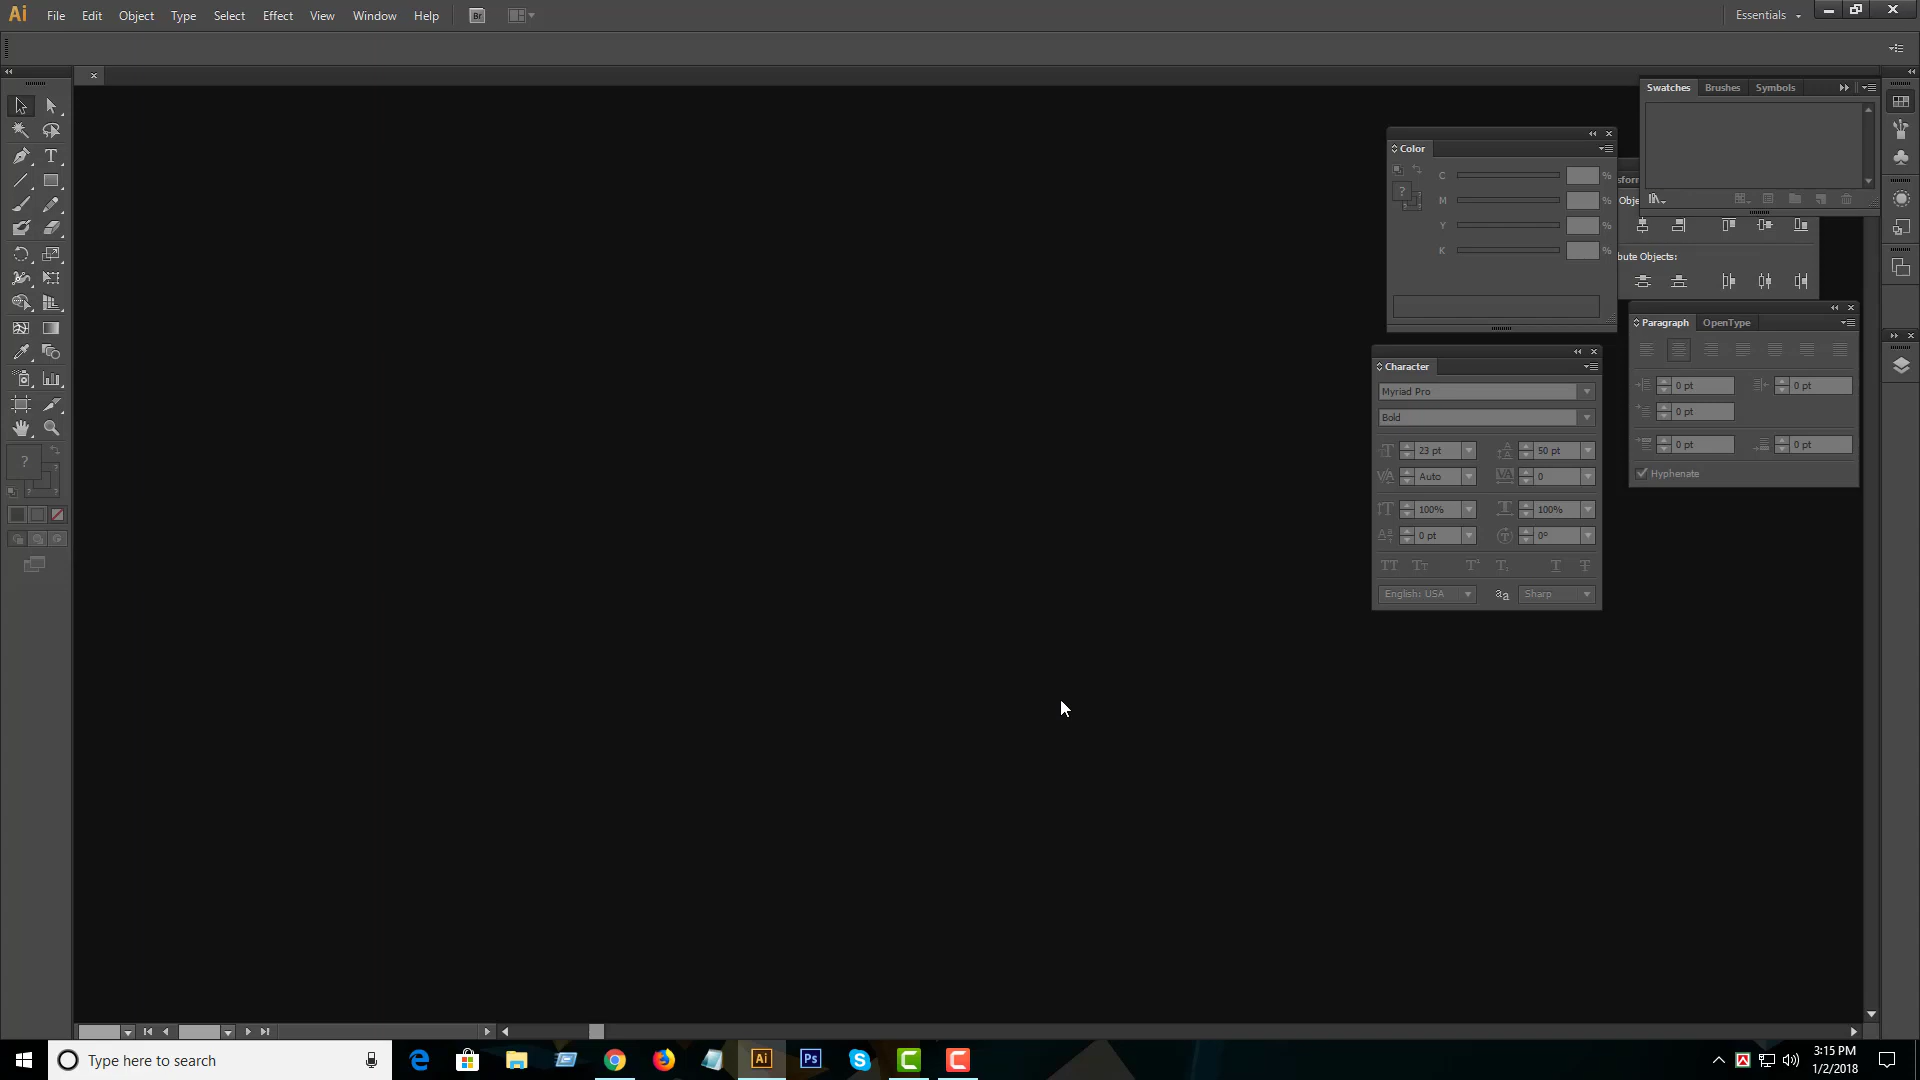 Ai File Edit Object Type Select Effect View Window Help Br Essentials
Swatches Brushes Symbols
Color
C %
M %
Y %
K %
?
bute Objects:
Paragraph OpenType
0 pt 0 pt
0 pt
0 pt 0 pt
Hyphenate
Character
Myriad Pro
Bold
23 pt 50 pt
Auto 0
100% 100%
0 pt 0°
English: USA Sharp
?
Type here to search
Ai Ps
3:15 PM
1/2/2018